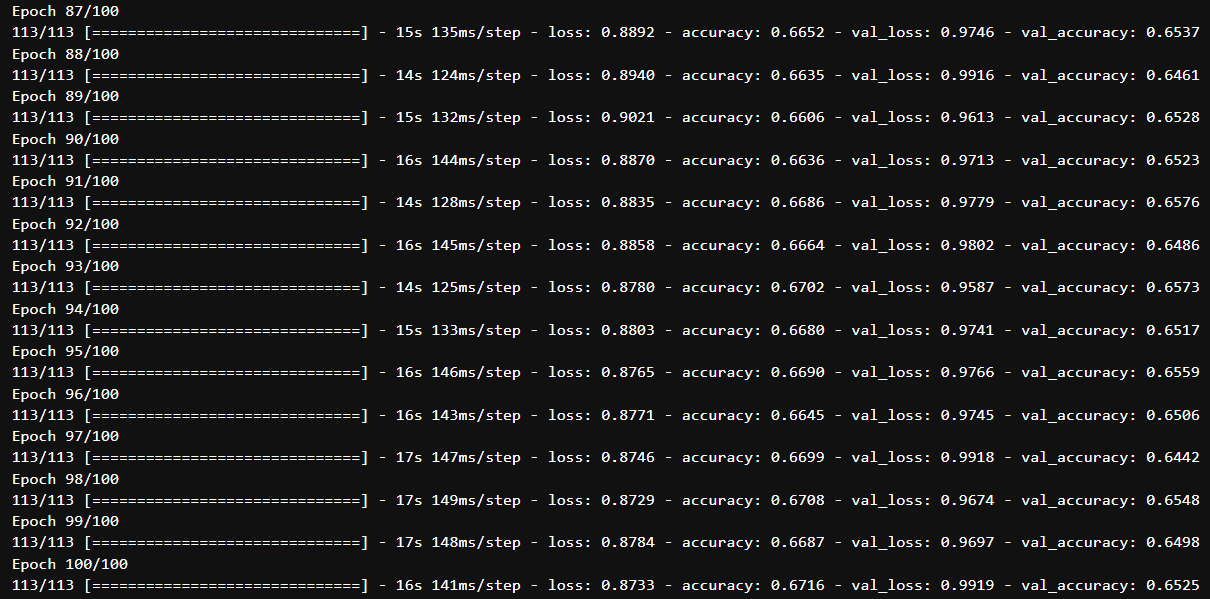 Epoch 87/100
113/113 [==============================] - 15s 135ms/step - loss: 0.8892 - accuracy: 0.6652 - val_loss: 0.9746 - val_accuracy: 0.6537
Epoch 88/100
113/113 [==============================] - 14s 124ms/step - loss: 0.8940 - accuracy: 0.6635 - val_loss: 0.9916 - val_accuracy: 0.6461
Epoch 89/100
113/113 [==============================] - 15s 132ms/step - loss: 0.9021 - accuracy: 0.6606 - val_loss: 0.9613 - val_accuracy: 0.6528
Epoch 90/100
113/113 [==============================] - 16s 144ms/step - loss: 0.8870 - accuracy: 0.6636 - val_loss: 0.9713 - val_accuracy: 0.6523
Epoch 91/100
113/113 [==============================] - 14s 128ms/step - loss: 0.8835 - accuracy: 0.6686 - val_loss: 0.9779 - val_accuracy: 0.6576
Epoch 92/100
113/113 [==============================] - 16s 145ms/step - loss: 0.8858 - accuracy: 0.6664 - val_loss: 0.9802 - val_accuracy: 0.6486
Epoch 93/100
113/113 [==============================] - 14s 125ms/step - loss: 0.8780 - accuracy: 0.6702 - val_loss: 0.9587 - val_accuracy: 0.6573
Epoch 94/100
113/113 [==============================] - 15s 133ms/step - loss: 0.8803 - accuracy: 0.6680 - val_loss: 0.9741 - val_accuracy: 0.6517
Epoch 95/100
113/113 [==============================] - 16s 146ms/step - loss: 0.8765 - accuracy: 0.6690 - val_loss: 0.9766 - val_accuracy: 0.6559
Epoch 96/100
113/113 [==============================] - 16s 143ms/step - loss: 0.8771 - accuracy: 0.6645 - val_loss: 0.9745 - val_accuracy: 0.6506
Epoch 97/100
113/113 [==============================] - 17s 147ms/step - loss: 0.8746 - accuracy: 0.6699 - val_loss: 0.9918 - val_accuracy: 0.6442
Epoch 98/100
113/113 [==============================] - 17s 149ms/step - loss: 0.8729 - accuracy: 0.6708 - val_loss: 0.9674 - val_accuracy: 0.6548
Epoch 99/100
113/113 [==============================] - 17s 148ms/step - loss: 0.8784 - accuracy: 0.6687 - val_loss: 0.9697 - val_accuracy: 0.6498
Epoch 100/100
113/113 [==============================] - 16s 141ms/step - loss: 0.8733 - accuracy: 0.6716 - val_loss: 0.9919 - val_accuracy: 0.6525